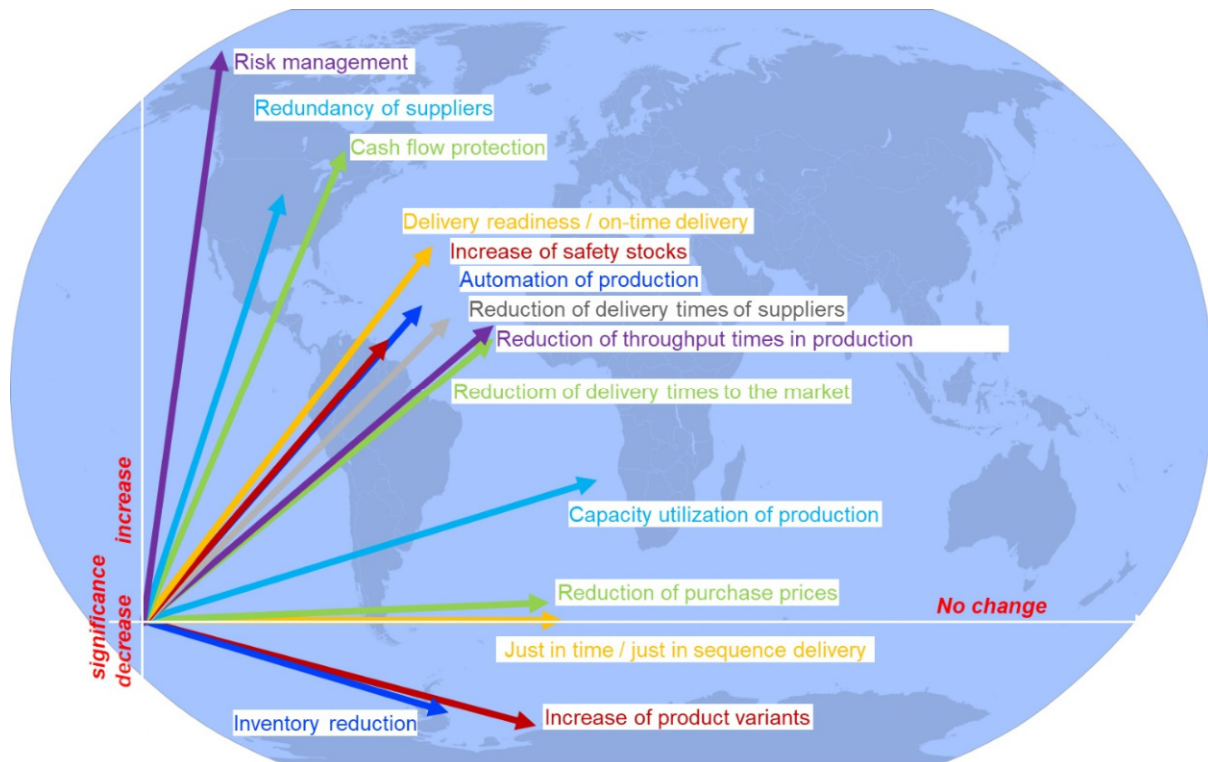 Risk management
Redundancy of suppliers
Cash flow protection
Delivery readiness / on-time delivery
Increase of safety stocks
Automation of production
Reduction of delivery times of suppliers
Reduction of throughput times in production
Reductiom of delivery times to the market
Capacity utilization of production
Reduction of purchase prices
No change
Just in time / just in sequence delivery
Increase of product variants
Inventory reduction
significance
decrease increase